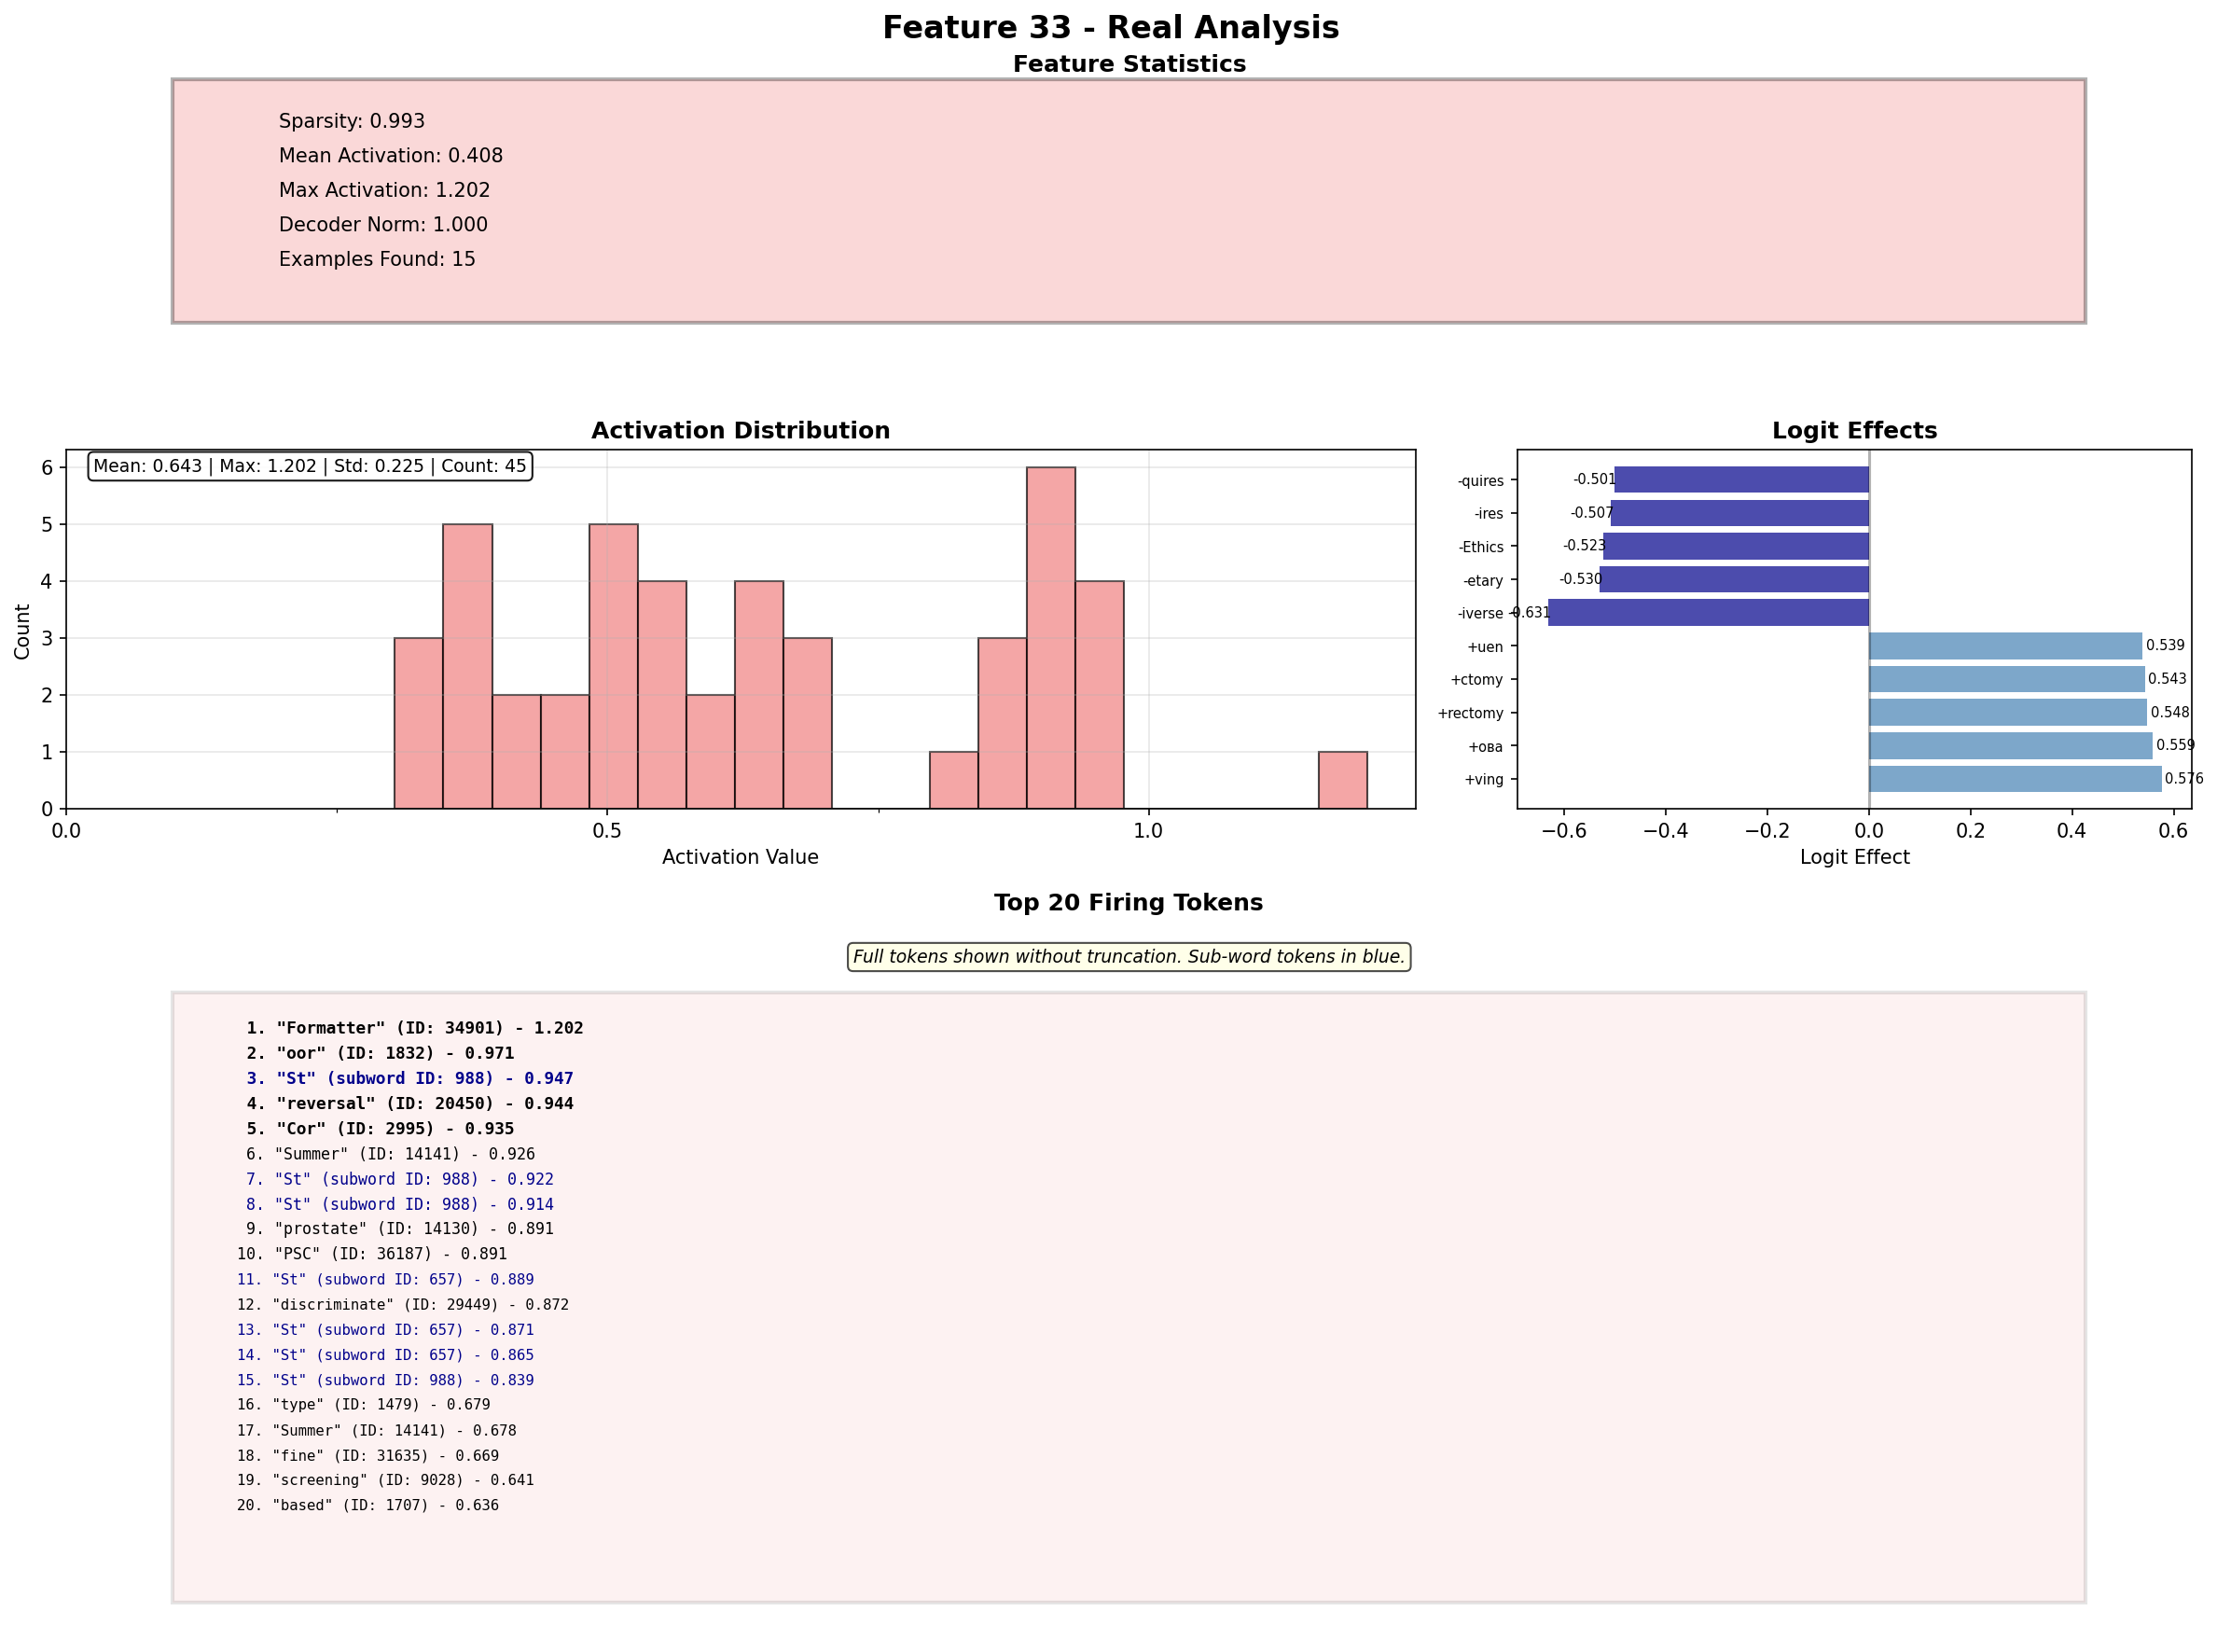 Feature 33 - Real Analysis
Feature Statistics
Sparsity: 0.993
Mean Activation: 0.408
Max Activation: 1.202
Decoder Norm: 1.000
Examples Found: 15
Activation Distribution
Mean: 0.643 | Max: 1.202 | Std: 0.225 | Count: 45
6
5
4
3
2
1
0
Count
0.0
0.5
1.0
Activation Value
Logit Effects
-quires -0.501
-ires -0.507
-Ethics -0.523
-etary -0.530
-iverse -0.631
+uen 0.539
+ctomy 0.543
+rectomy 0.548
+ова 0.559
+ving 0.576
−0.6 −0.4 −0.2 0.0 0.2 0.4 0.6
Logit Effect
Top 20 Firing Tokens
Full tokens shown without truncation. Sub-word tokens in blue.
1. "Formatter" (ID: 34901) - 1.202
2. "oor" (ID: 1832) - 0.971
3. "St" (subword ID: 988) - 0.947
4. "reversal" (ID: 20450) - 0.944
5. "Cor" (ID: 2995) - 0.935
6. "Summer" (ID: 14141) - 0.926
7. "St" (subword ID: 988) - 0.922
8. "St" (subword ID: 988) - 0.914
9. "prostate" (ID: 14130) - 0.891
10. "PSC" (ID: 36187) - 0.891
11. "St" (subword ID: 657) - 0.889
12. "discriminate" (ID: 29449) - 0.872
13. "St" (subword ID: 657) - 0.871
14. "St" (subword ID: 657) - 0.865
15. "St" (subword ID: 988) - 0.839
16. "type" (ID: 1479) - 0.679
17. "Summer" (ID: 14141) - 0.678
18. "fine" (ID: 31635) - 0.669
19. "screening" (ID: 9028) - 0.641
20. "based" (ID: 1707) - 0.636